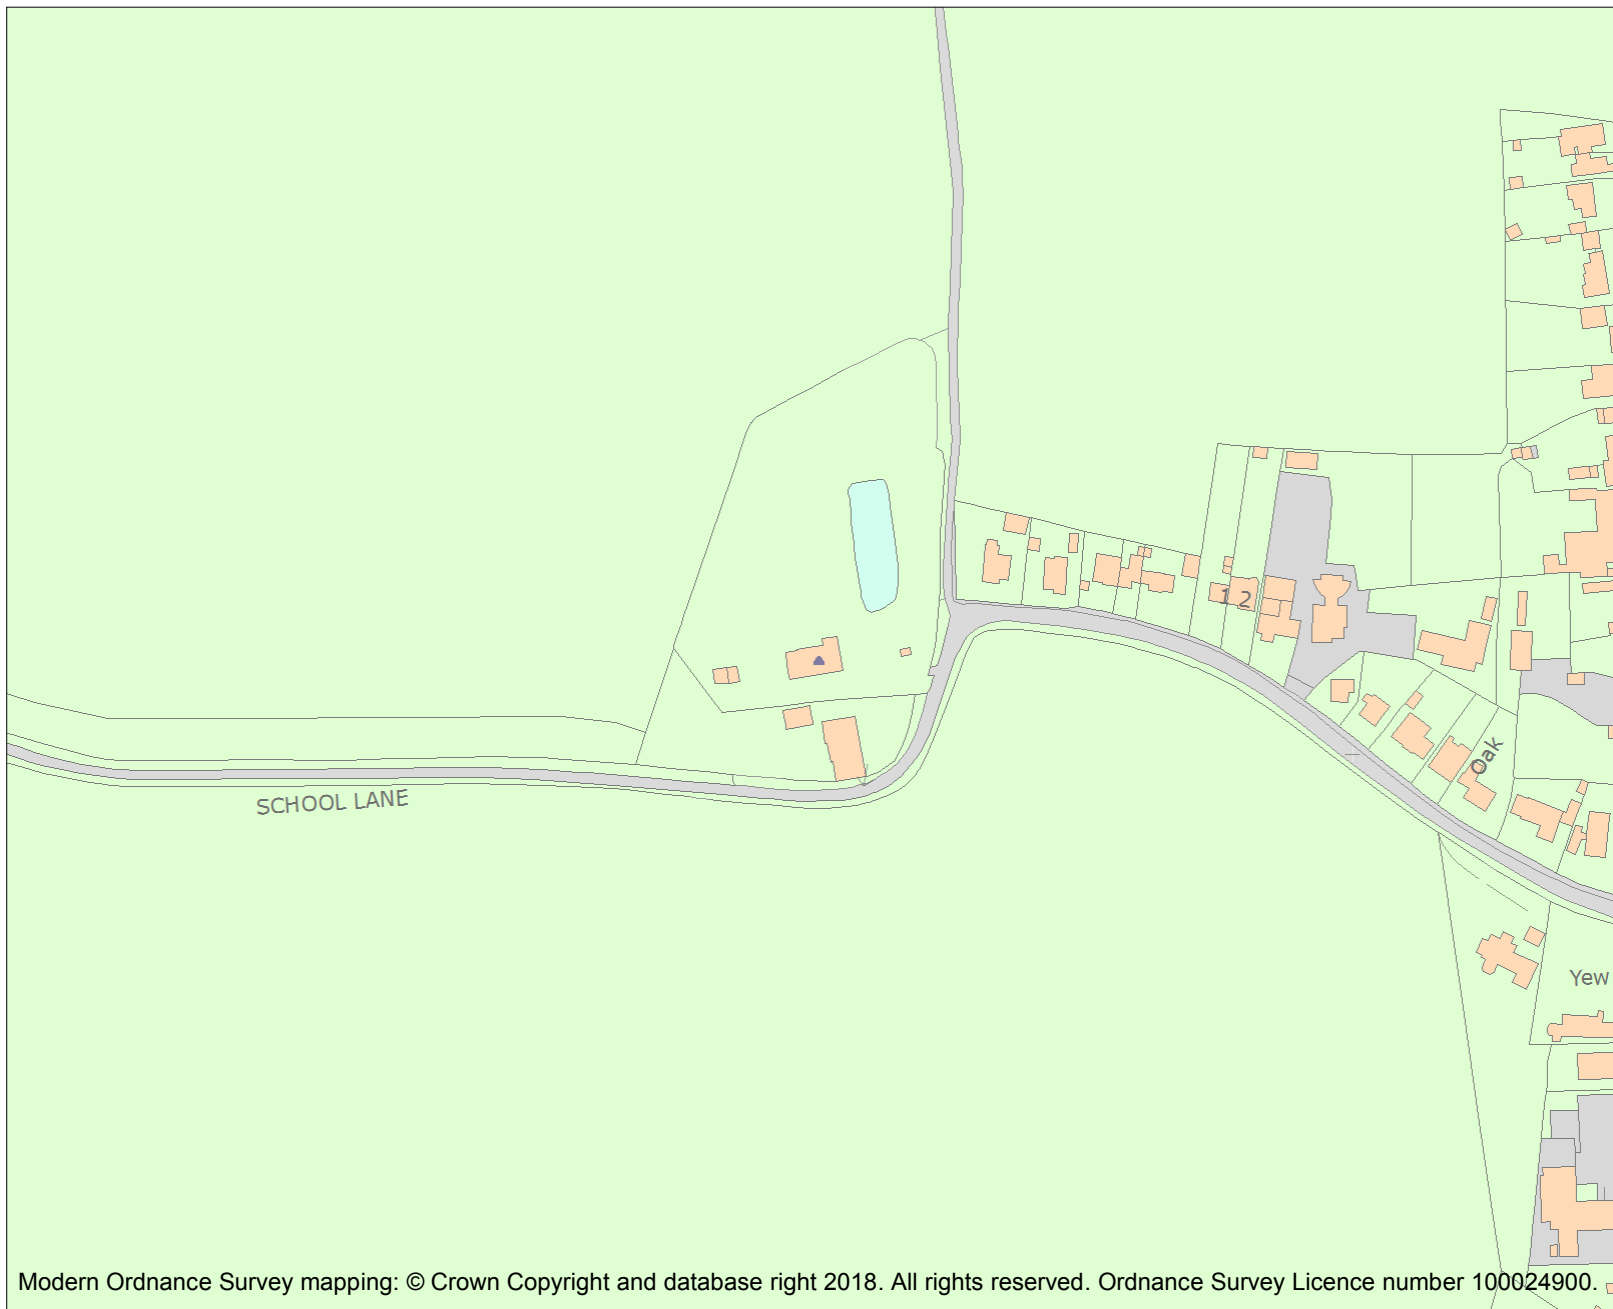 1 2
Oak
SCHOOL LANE
Yew
Modern Ordnance Survey mapping: © Crown Copyright and database right 2018. All rights reserved. Ordnance Survey Licence number 100024900.